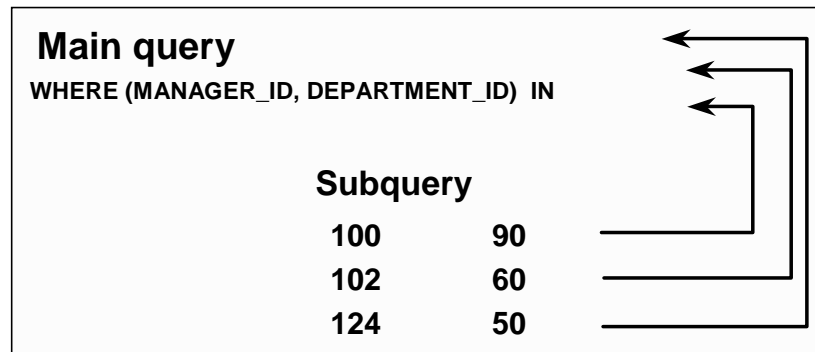 Main query
WHERE (MANAGER_ID, DEPARTMENT_ID) IN
Subquery
100 90
102 60
124 50